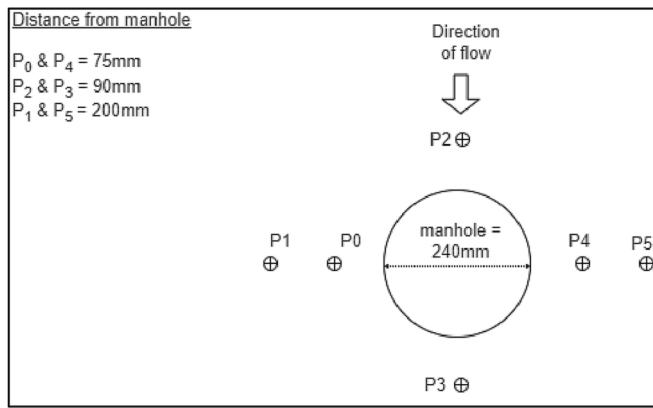 Distance from manhole
P0 & P4 = 75mm
P2 & P3 = 90mm
P1 & P5 = 200mm
Direction
of flow
P2
manhole =
240mm
P1
P0
P4
P5
P3